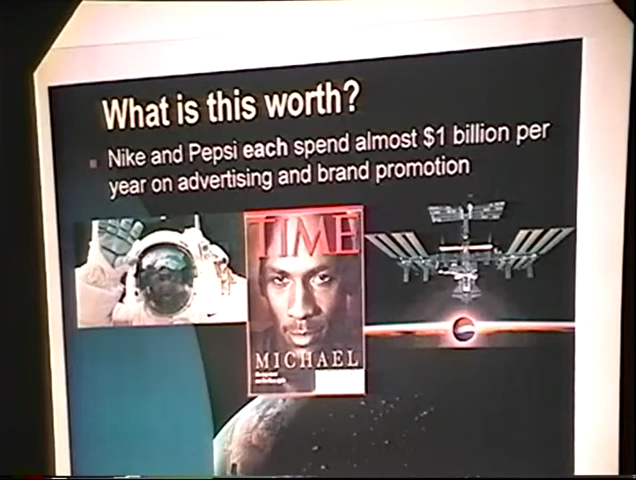 What is this worth?
Nike and Pepsi each spend almost $1 billion per
year on advertising and brand promotion
TIME
MICHAEL